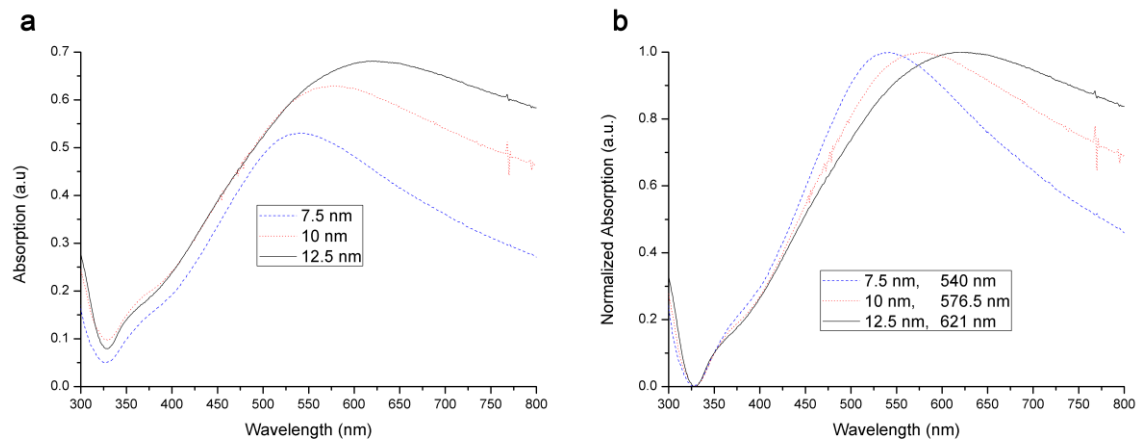 a
0.7
0.6
0.5
0.4
0.3
0.2
0.1
0.0
Absorption (a.u)
7.5 nm
10 nm
12.5 nm
300 350 400 450 500 550 600 650 700 750 800
Wavelength (nm)
b
1.0
0.8
0.6
0.4
0.2
0.0
Normalized Absorption (a.u.)
7.5 nm, 540 nm
10 nm, 576.5 nm
12.5 nm, 621 nm
300 350 400 450 500 550 600 650 700 750 800
Wavelength (nm)